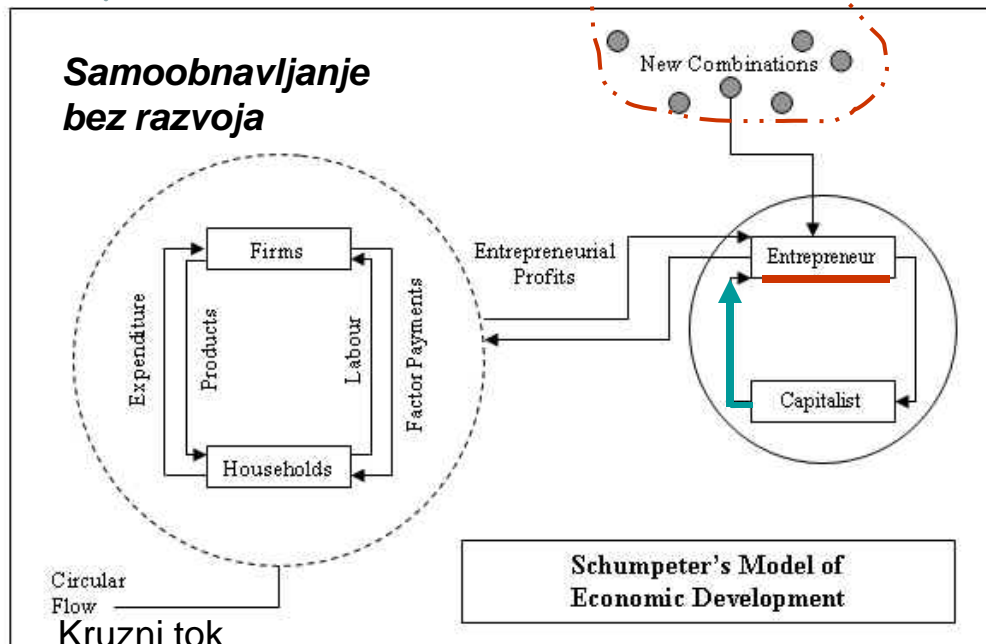 Samoobnavljanje
bez razvoja
New Combinations
Firms
Expenditure
Products
Labour
Factor Payments
Households
Entrepreneurial
Profits
Entrepreneur
Capitalist
Circular
Flow
Kruzni tok
Schumpeter's Model of
Economic Development